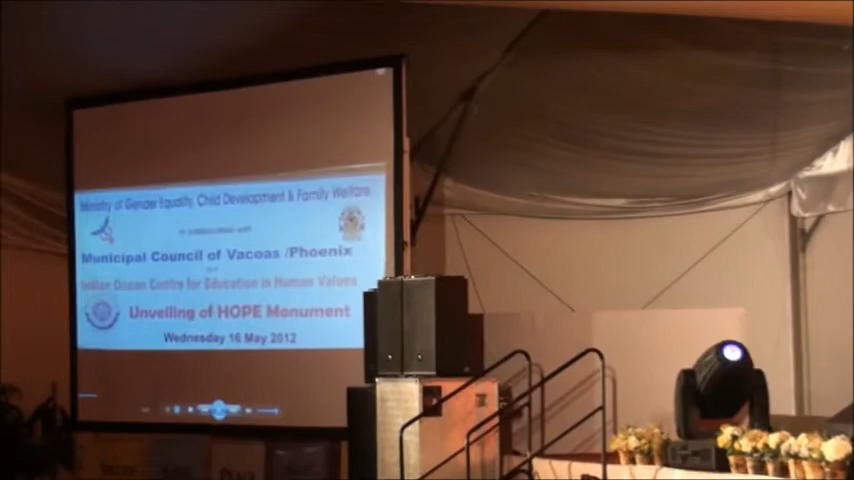 Ministry of Gender Equality, Child Development & Family Welfare
in collaboration with
Municipal Council of Vacoas /Phoenix
and
Indian Ocean Centre for Education in Human Values
Unveiling of HOPE Monument
Wednesday 16 May 2012